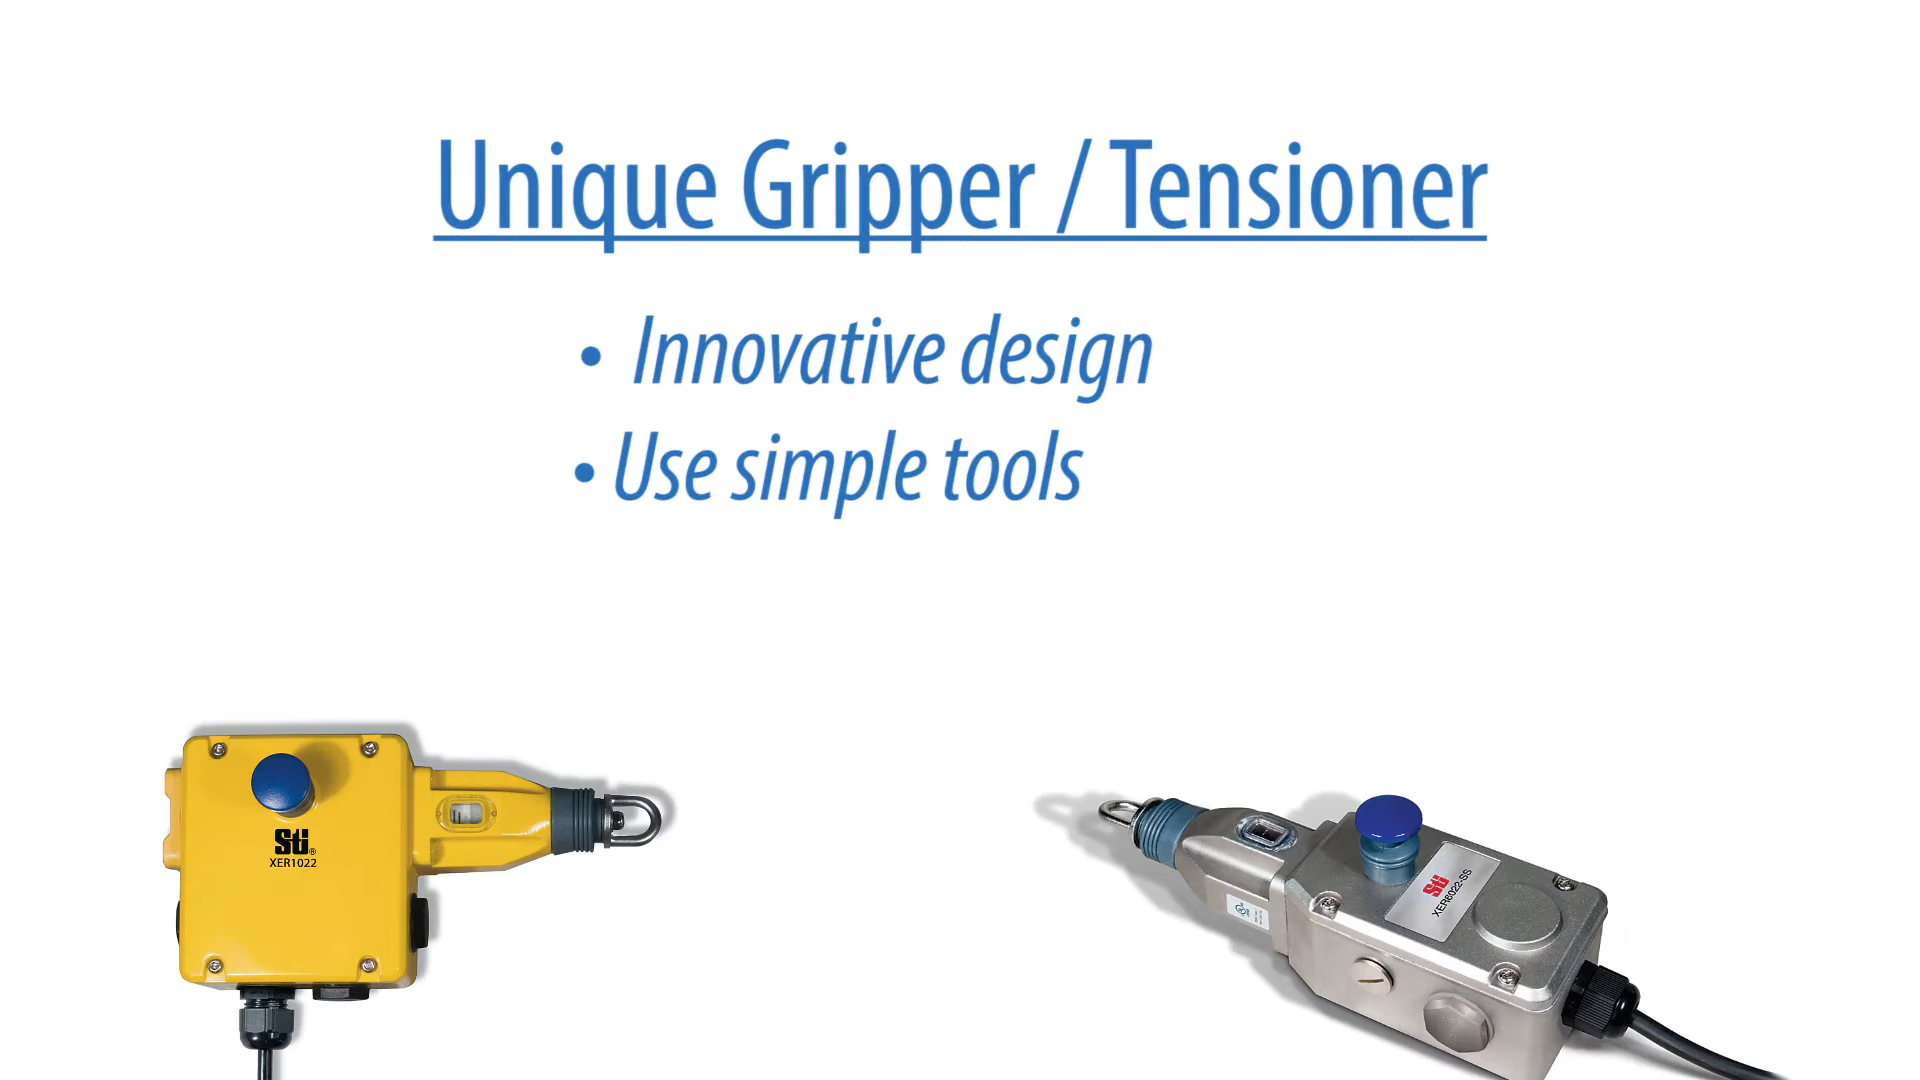 Unique Gripper / Tensioner
• Innovative design
• Use simple tools
Sti®
XER1022
Sti
XER6022-SS